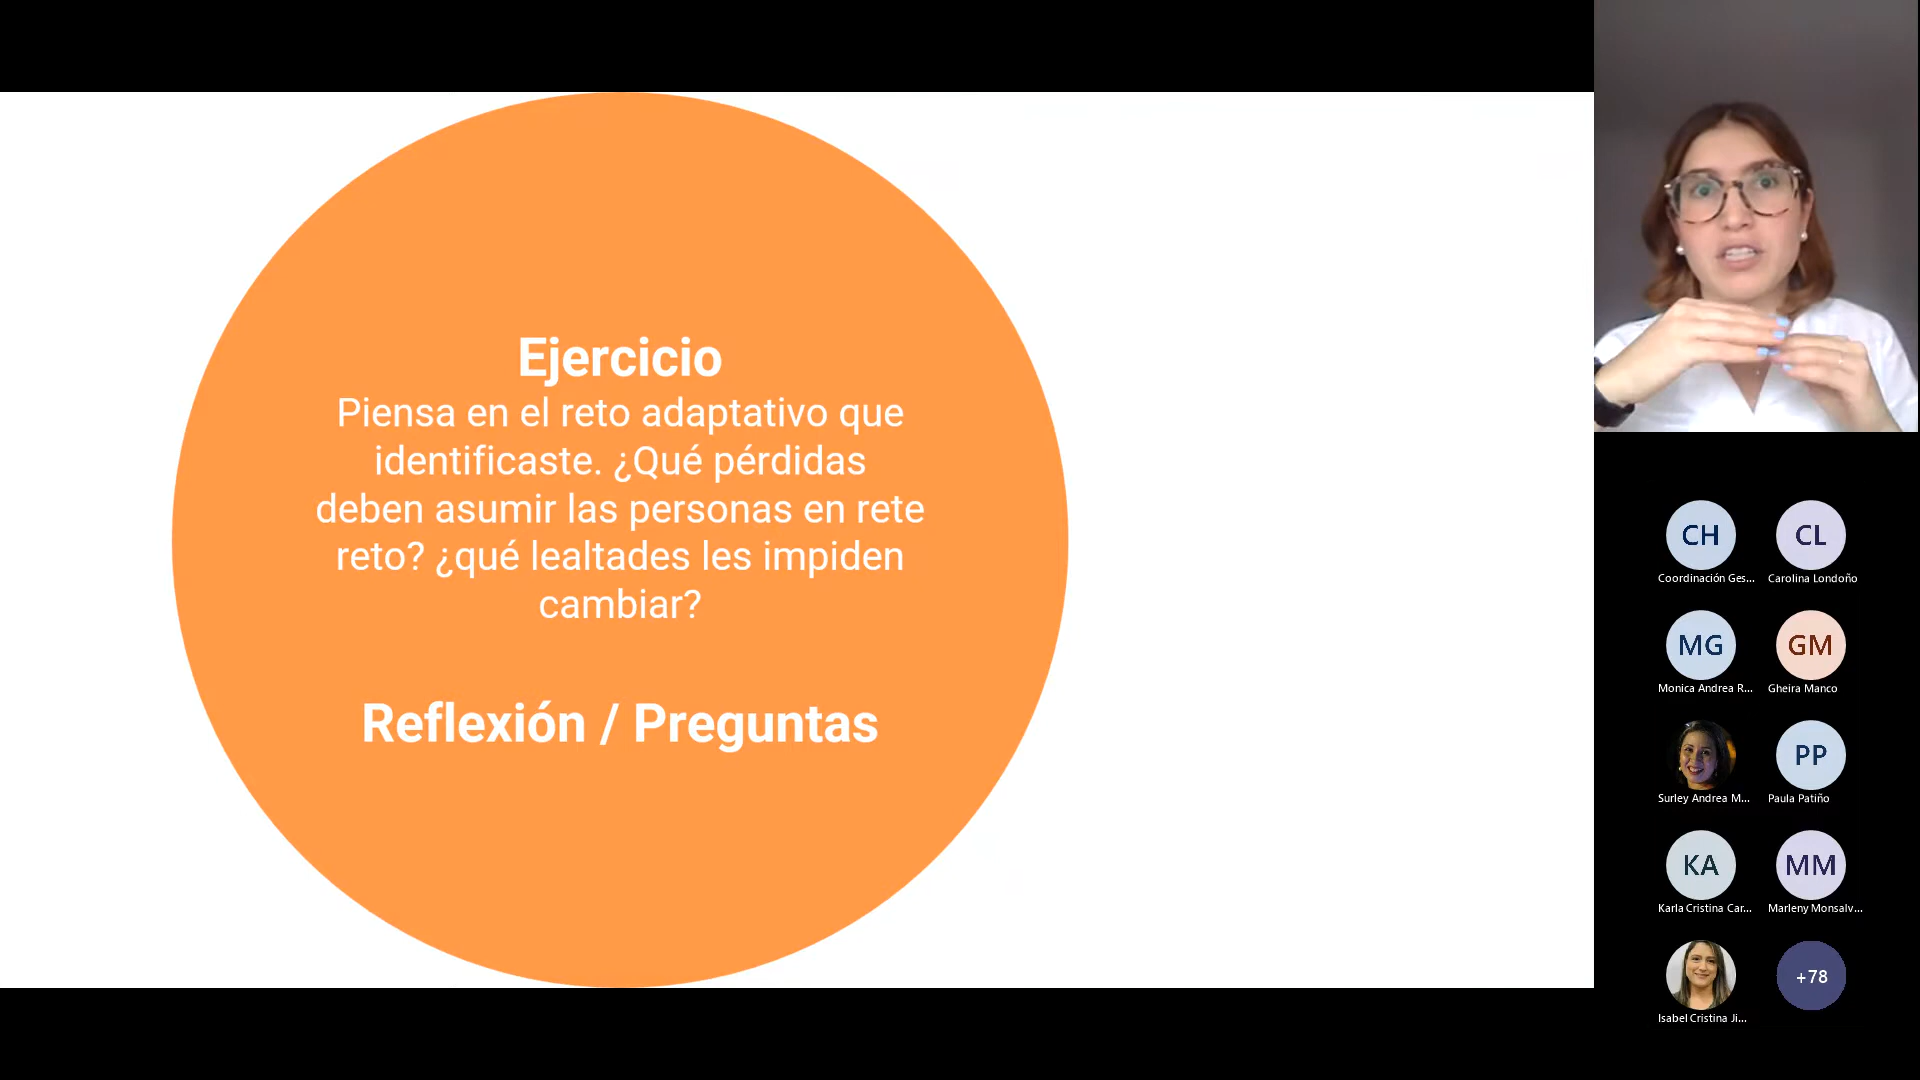 Ejercicio
Piensa en el reto adaptativo que
identificaste. ¿Qué pérdidas
deben asumir las personas en rete
reto? ¿qué lealtades les impiden
cambiar?
Reflexión / Preguntas
CH
CL
Coordinación Ges...
Carolina Londoño
MG
GM
Monica Andrea R...
Gheira Manco
PP
Surley Andrea M...
Paula Patiño
KA
MM
Karla Cristina Car...
Marleny Monsalv...
+78
Isabel Cristina Ji...